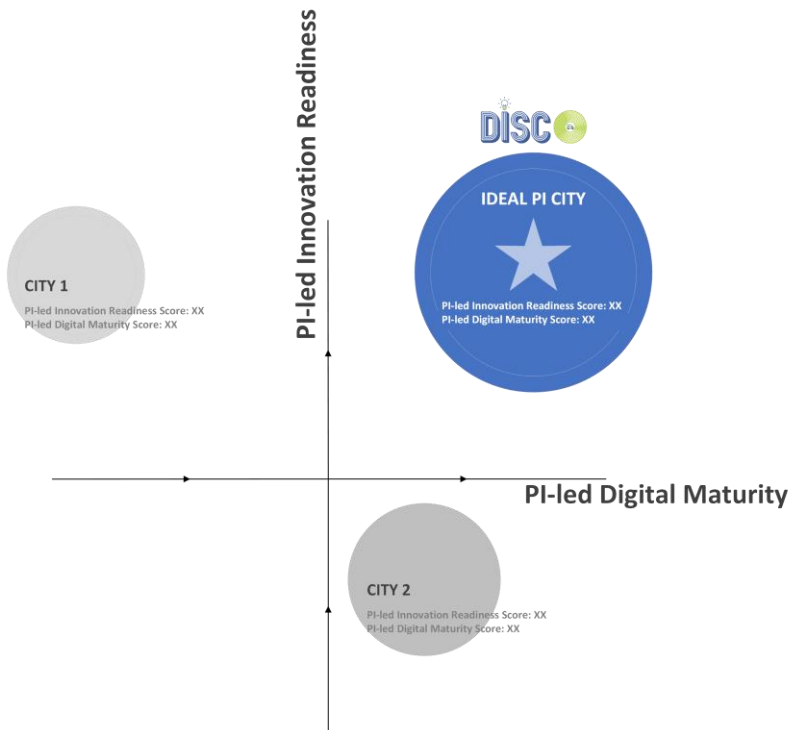 PI-led Innovation Readiness
DISCO
IDEAL PI CITY
PI-led Innovation Readiness Score: XX
PI-led Digital Maturity Score: XX
CITY 1
PI-led Innovation Readiness Score: XX
PI-led Digital Maturity Score: XX
PI-led Digital Maturity
CITY 2
PI-led Innovation Readiness Score: XX
PI-led Digital Maturity Score: XX